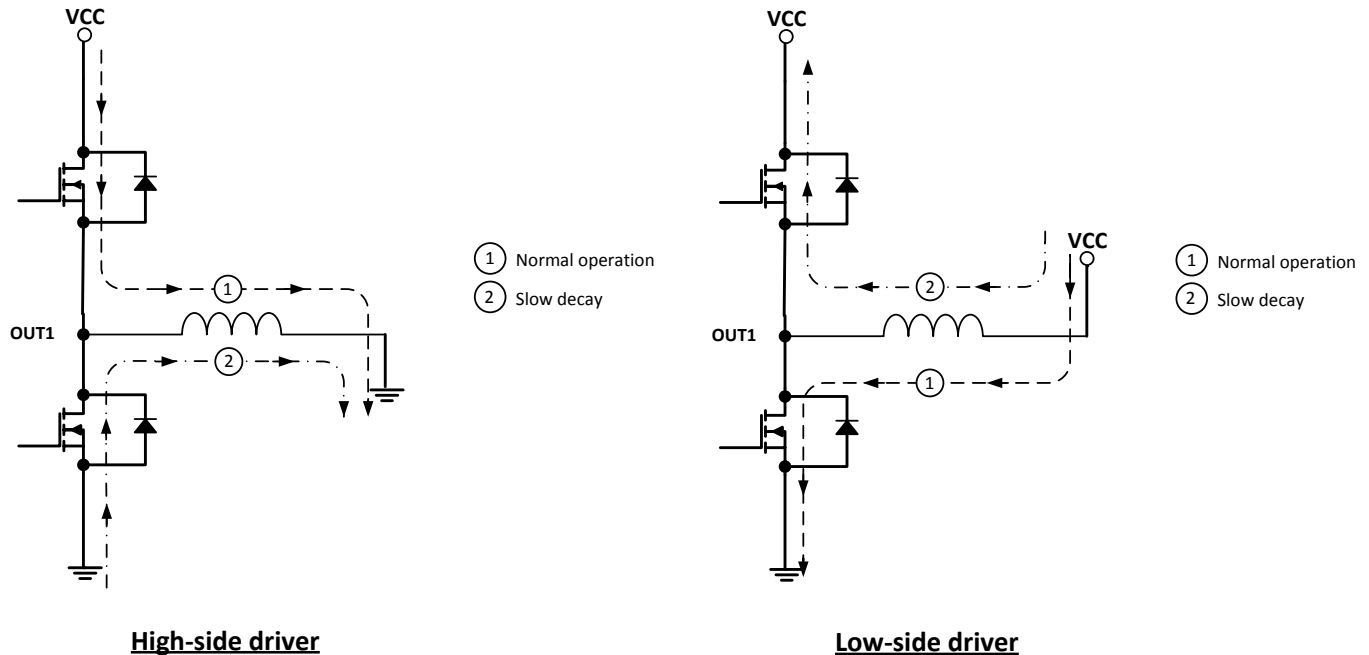 VCC
1
1 Normal operation
2 Slow decay
OUT1
2
High-side driver
VCC
VCC
2
1 Normal operation
2 Slow decay
OUT1
1
Low-side driver